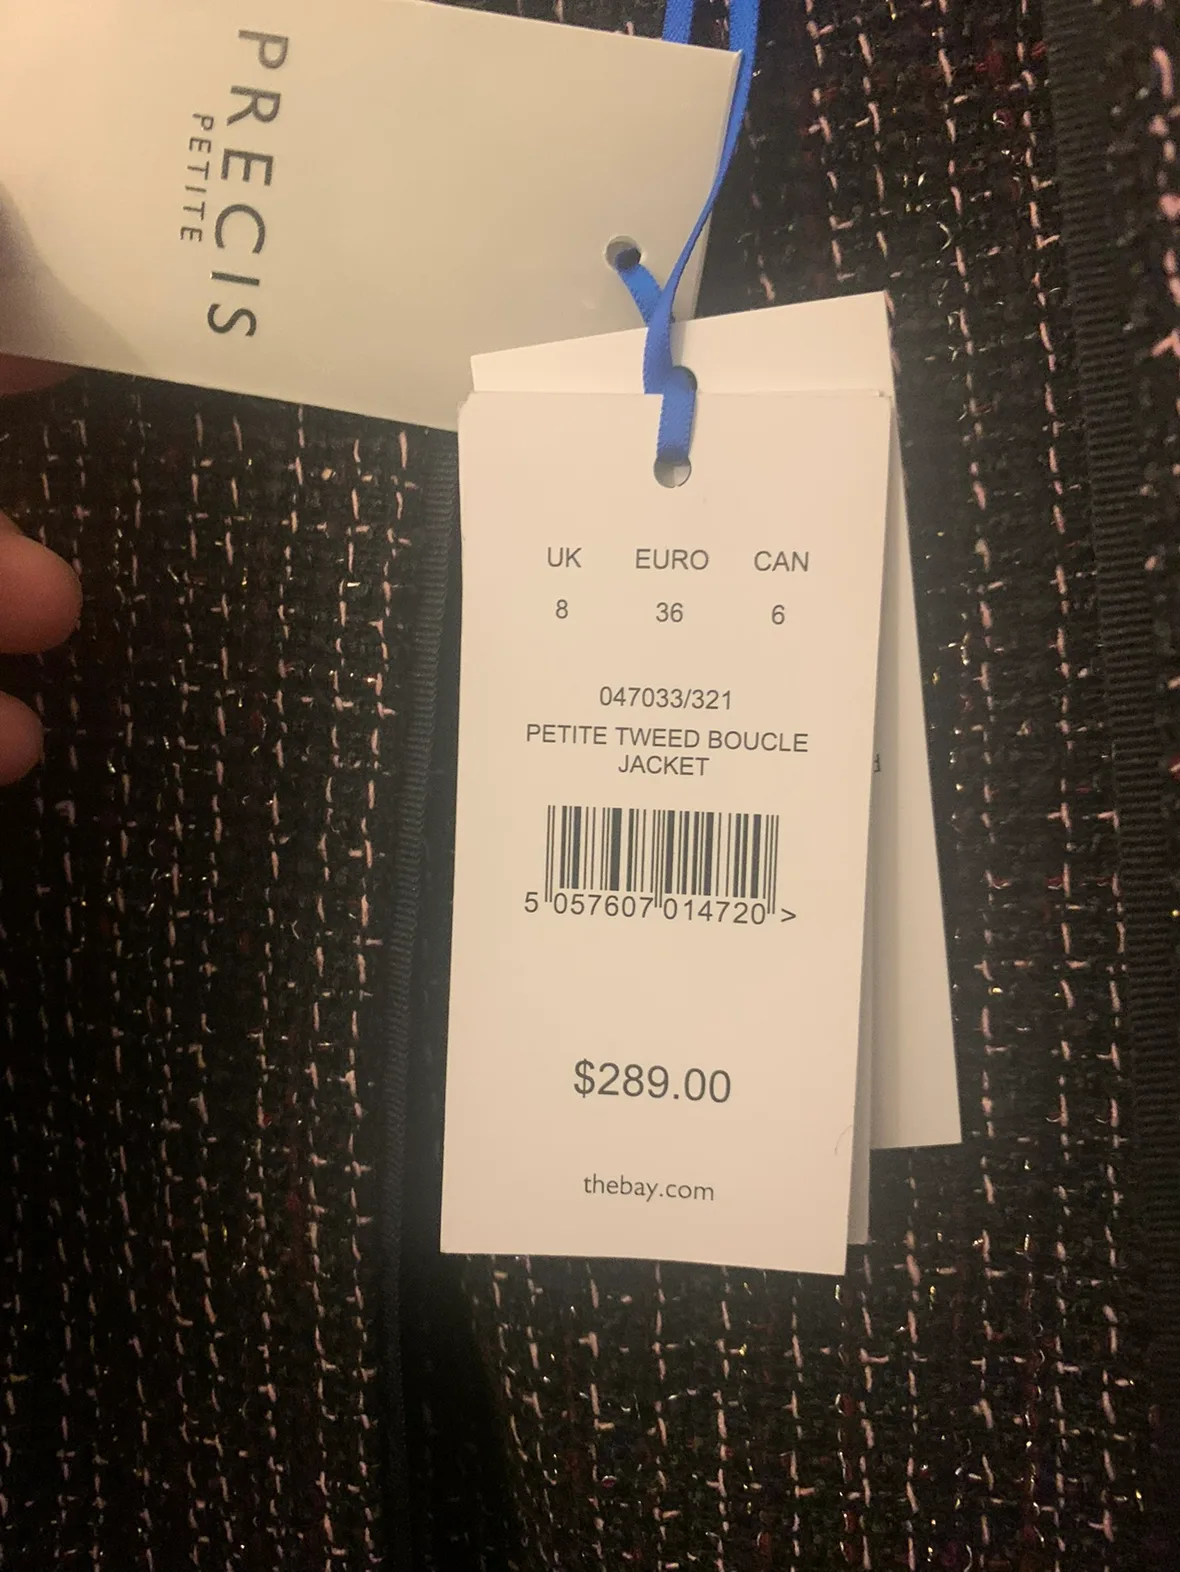 PRECIS
PETITE
UK EURO CAN
8 36 6
047033/321
PETITE TWEED BOUCLE
JACKET
5 057607 014720 >
$289.00
thebay.com